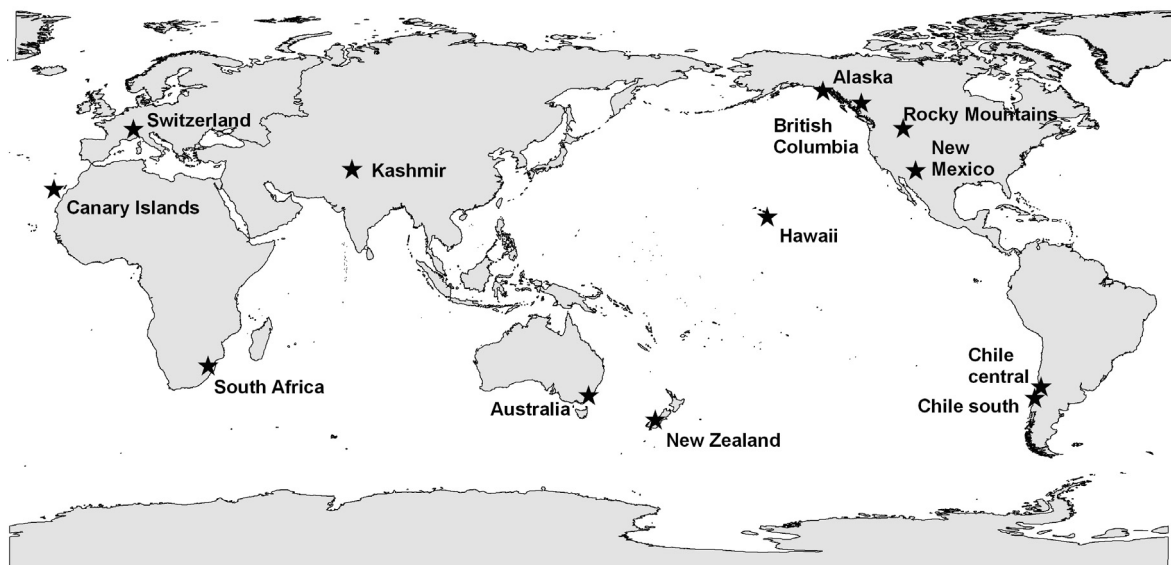 Alaska
Switzerland
Rocky Mountains
British
Columbia
New
Mexico
Kashmir
Canary Islands
Hawaii
Chile
central
South Africa
Australia
Chile south
New Zealand